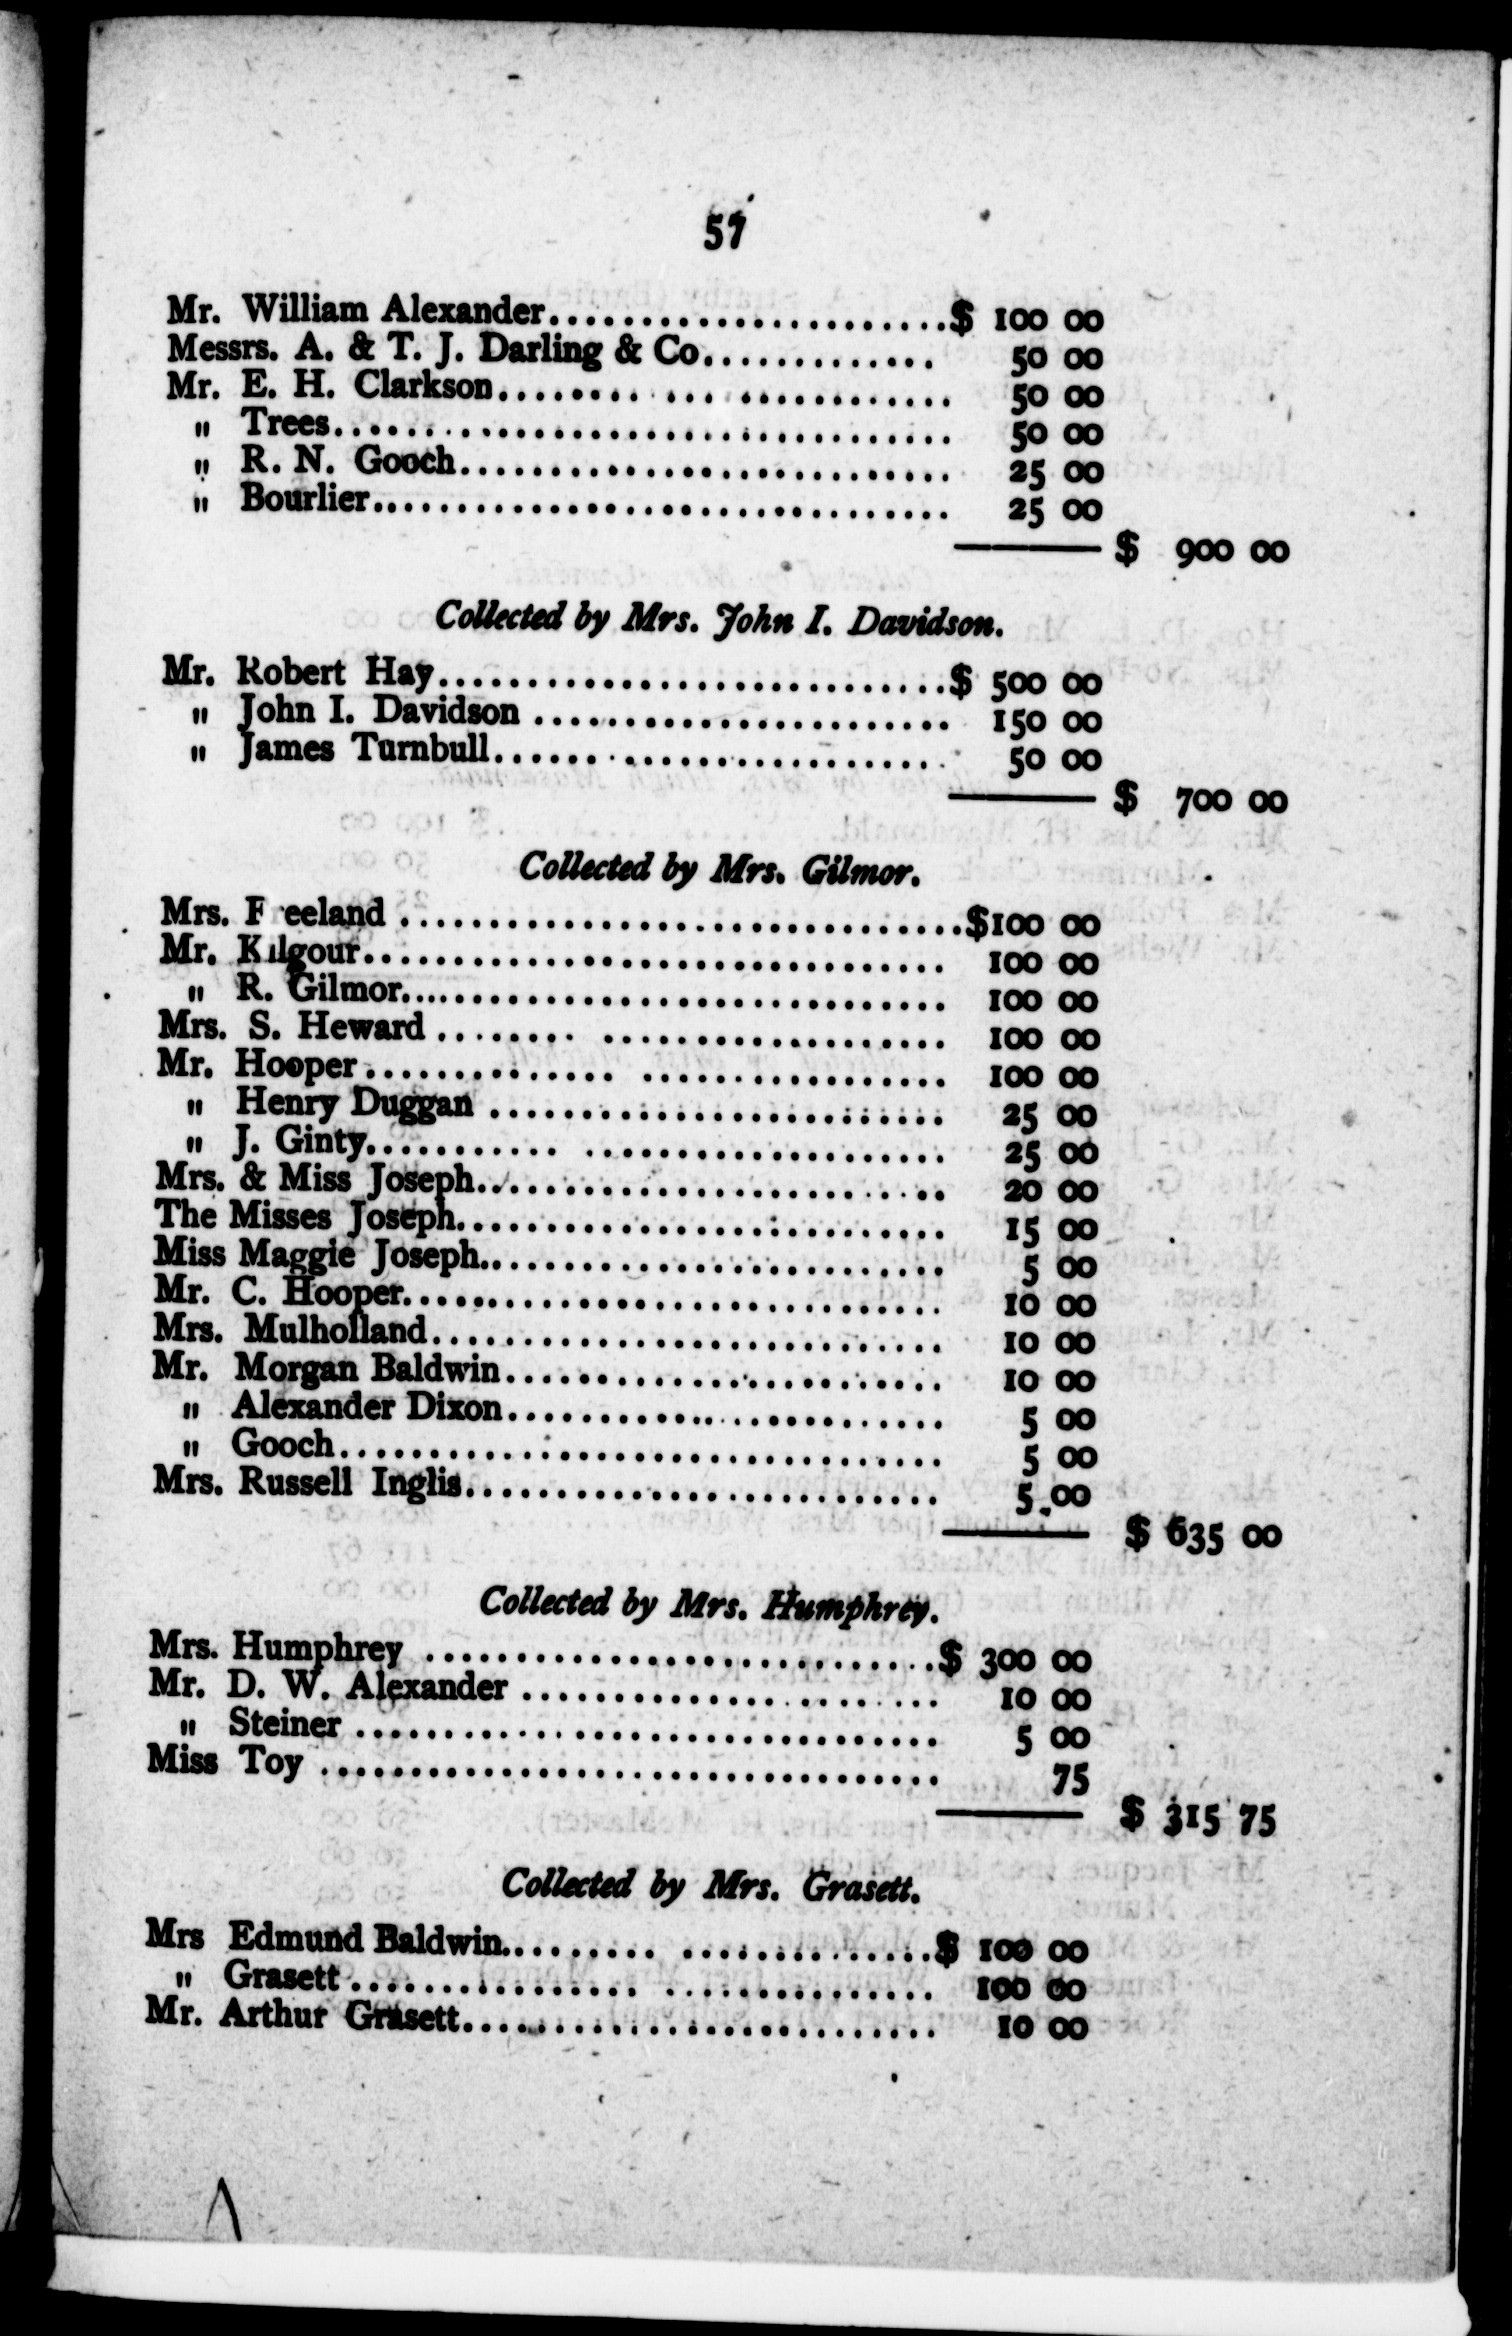 57
Mr. William Alexander.......................$ 100 00
Messrs. A. & T. J. Darling & Co............. 50 00
Mr. E. H. Clarkson........ ... ............ 50 00
" Trees.................................. 50 00
" R. N. Gooch............................ 25 00
" Bourlier................................. 25 00
$ 900 00
Collected by Mrs. John I. Davidson.
Mr. Robert Hay..............................$ 500 00
" John I. Davidson ........................ 150 00
" James Turnbull.......................... 50 00
$ 700 00
Collected by Mrs. Gilmor.
Mrs. F eeland ................................$100 00
Mr. Kilgour................................. 100 00
" R. Gilmor............................... 100 00
Mrs. S. Heward ........ ................... 100 00
Mr. Hooper.............. ................. 100 00
" Henry Duggan .......................... 25 00
" J. Ginty........... .................... 25 00
Mrs. & Miss Joseph.......................... 20 00
The Misses Joseph............................ 15 00
Miss Maggie Joseph.......................... 5 00
Mr. C. Hooper............................... 10 00
Mrs. Mulholland............................. 10 00
Mr. Morgan Baldwin......................... 10 00
" Alexander Dixon......................... 5 00
" Gooch.................................. 5 00
Mrs. Russell Inglis........................... 5.00
$ 635 00
Collected by Mrs. Humphrey.
Mrs. Humphrey .............................$ 300 00
Mr. D. W. Alexander ....................... 10 00
" Steiner ................................. 5 00
Miss Toy ................................... 75
$ 315 75
Collected by Mrs. Grasett.
Mrs Edmund Baldwin......... ..............$ 100 00
" Grasett................ ............... 100 00
Mr. Arthur Grasett........................... 10 00